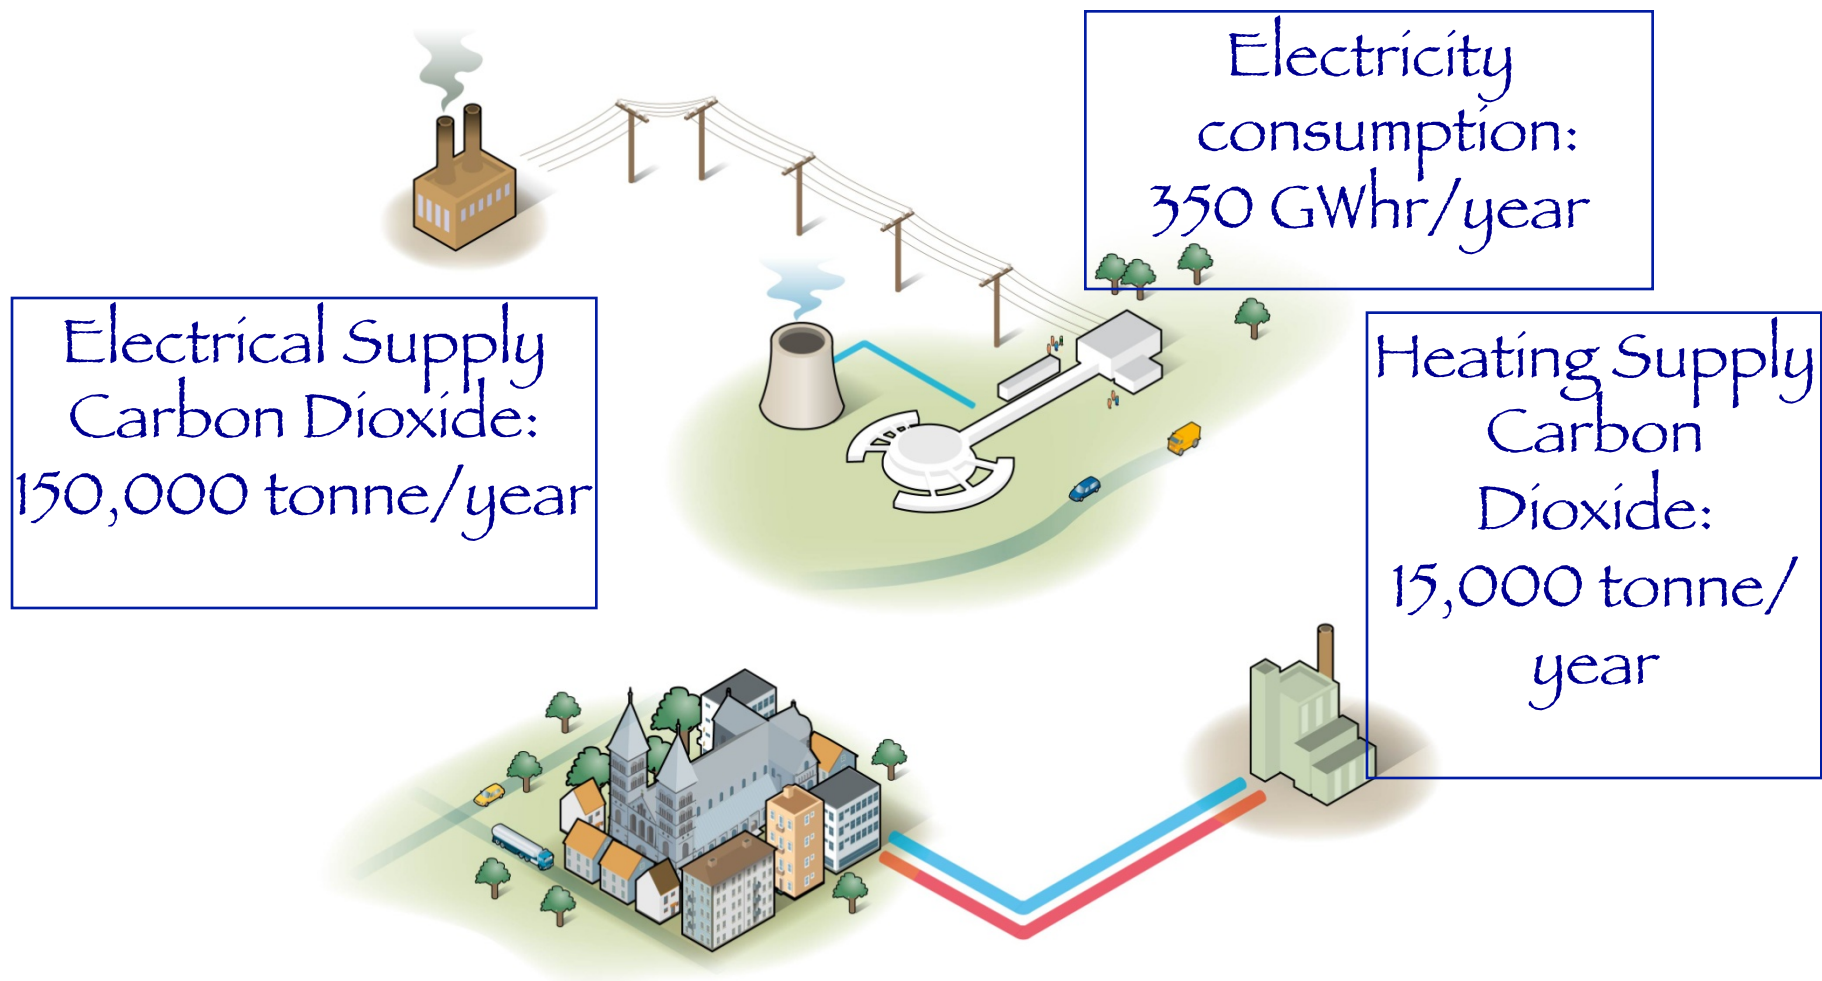 Electricity
consumption:
350 GWhr/year
Electrical Supply
Carbon Dioxide:
150,000 tonne/year
Heating Supply
Carbon
Dioxide:
15,000 tonne/
year